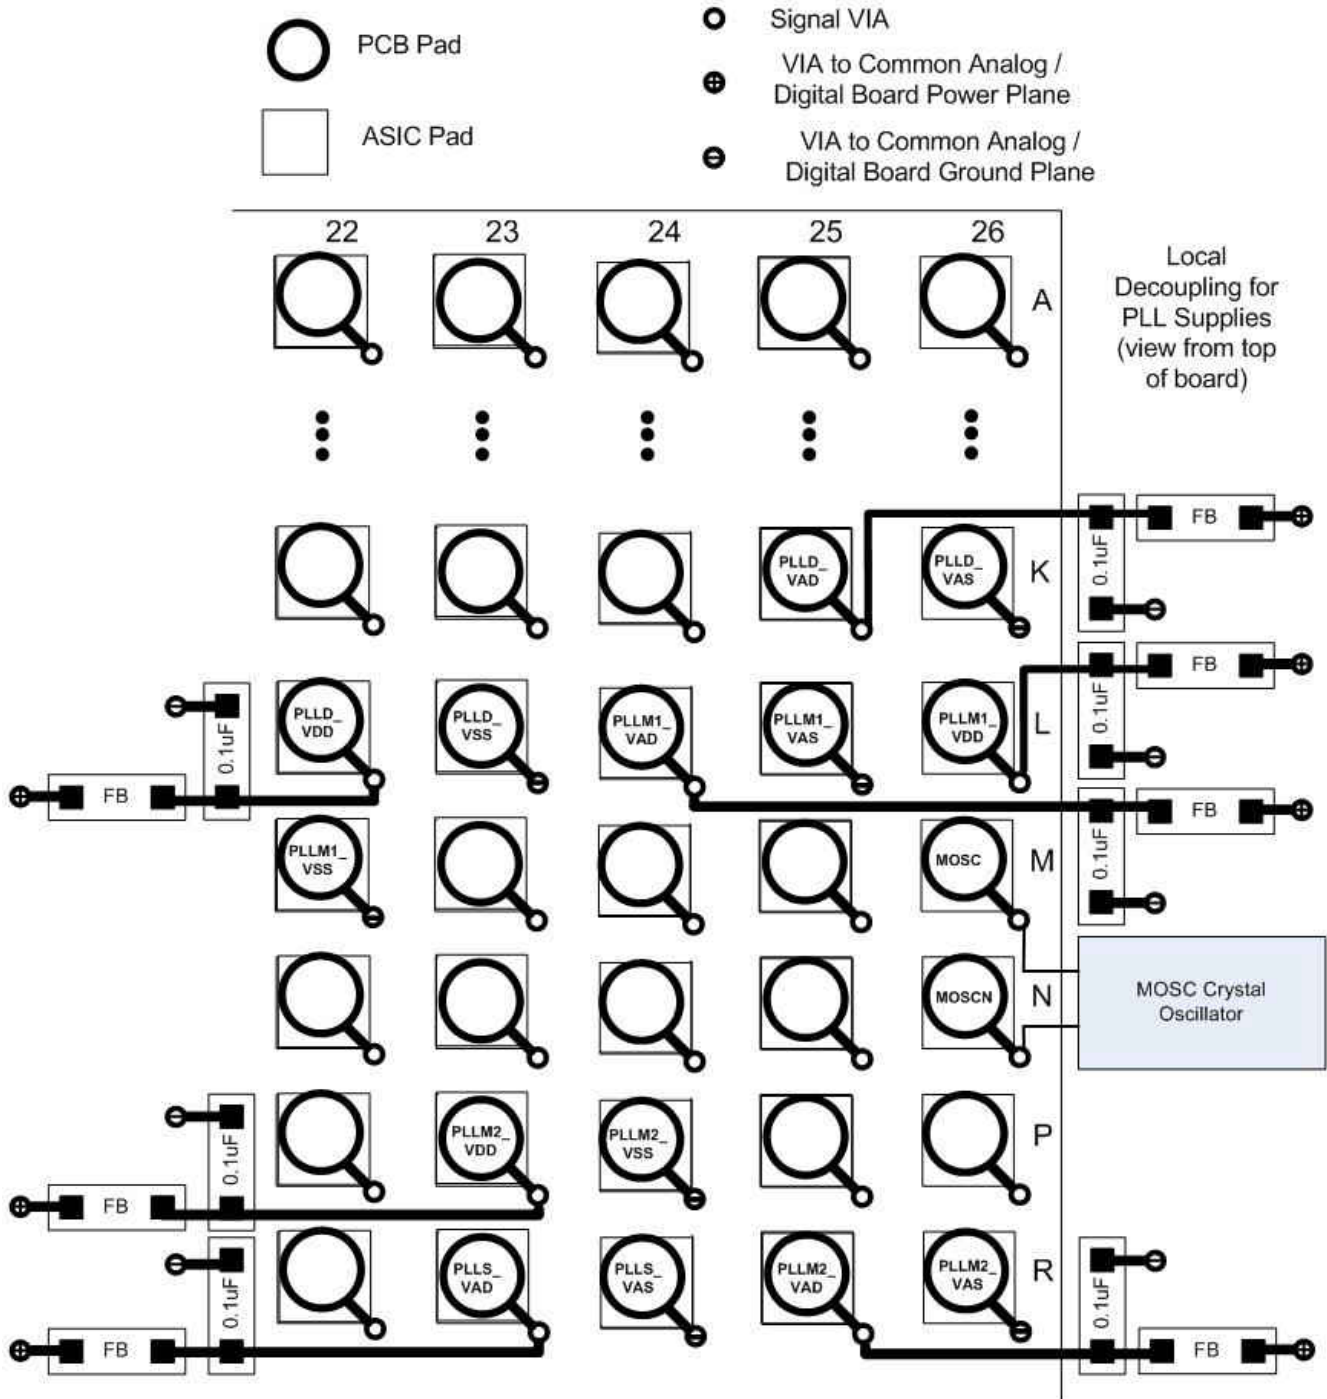 PCB Pad
ASIC Pad
Signal VIA
VIA to Common Analog /
Digital Board Power Plane
VIA to Common Analog /
Digital Board Ground Plane
22
23
24
25
26
A
Local
Decoupling for
PLL Supplies
(view from top
of board)
PLLD_
VAD
PLLD_
VAS
K
0.1uF
FB
FB
0.1uF
PLLD_
VDD
PLLD_
VSS
PLLM1_
VAD
PLLM1_
VAS
PLLM1_
VDD
L
0.1uF
FB
PLLM1_
VSS
MOSC
M
0.1uF
FB
MOSCN
N
MOSC Crystal
Oscillator
FB
0.1uF
PLLM2_
VDD
PLLM2_
VSS
P
FB
0.1uF
PLLS_
VAD
PLLS_
VAS
PLLM2_
VAD
PLLM2_
VAS
R
0.1uF
FB